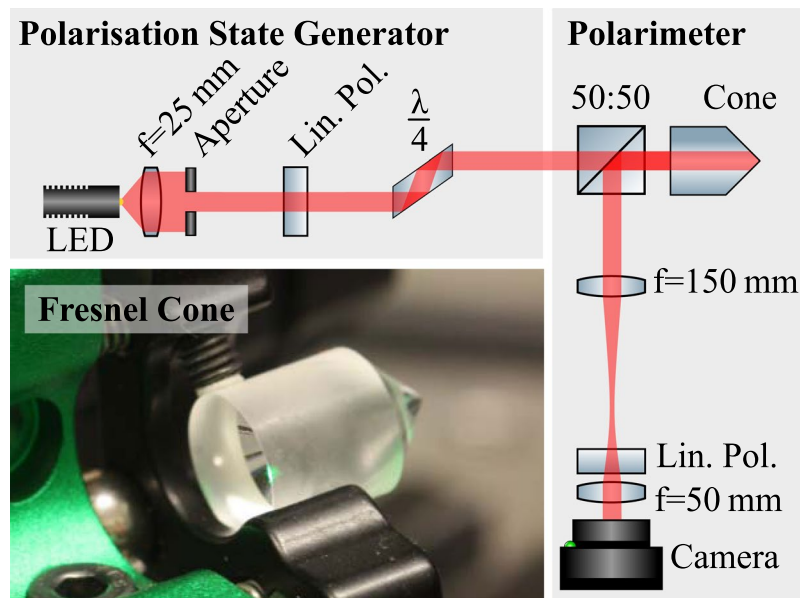 Polarisation State Generator
f=25 mm
Aperture
Lin. Pol.
λ
4
LED
Fresnel Cone
Polarimeter
50:50
Cone
f=150 mm
Lin. Pol.
f=50 mm
Camera